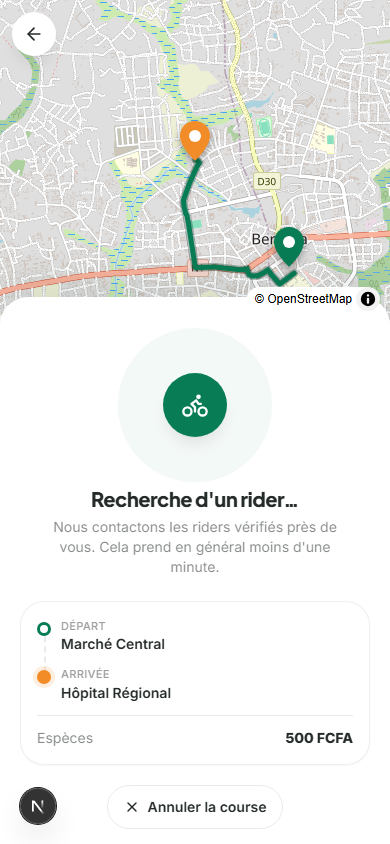 D30
© OpenStreetMap
Recherche d'un rider...
Nous contactons les riders vérifiés près de
vous. Cela prend en général moins d'une
minute.
DÉPART
Marché Central
ARRIVÉE
Hôpital Régional
Espèces 500 FCFA
N
Annuler la course